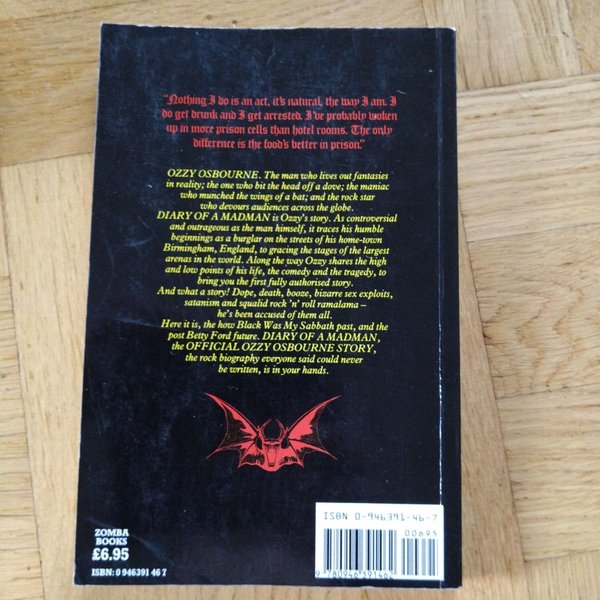 "Nothing I do is an act, it's natural, the way I am. I
do get drunk and I get arrested. I've probably woken
up in more prison cells than hotel rooms. The only
difference is the food's better in prison."
OZZY OSBOURNE. The man who lives out fantasies
in reality; the one who bit the head off a dove; the maniac
who munched the wings of a bat; and the rock star
who devours audiences across the globe.
DIARY OF A MADMAN is Ozzy's story. As controversial
and outrageous as the man himself, it traces his humble
beginnings as a burglar on the streets of his home-town
Birmingham, England, to gracing the stages of the largest
arenas in the world. Along the way Ozzy shares the high
and low points of his life, the comedy and the tragedy, to
bring you the first fully authorised story.
And what a story! Dope, death, booze, bizarre sex exploits,
satanism and squalid rock 'n' roll ramalama –
he's been accused of them all.
Here it is, the how Black Was My Sabbath past, and the
post Betty Ford future. DIARY OF A MADMAN,
the OFFICIAL OZZY OSBOURNE STORY,
the rock biography everyone said could never
be written, is in your hands.
ZOMBA
BOOKS
£6.95
ISBN: 0 946391 46 7
ISBN 0-946391-46-7
00695
9 780946 391462